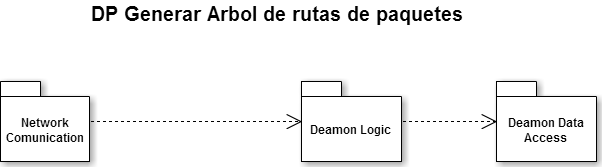 DP Generar Arbol de rutas de paquetes
Network
Comunication
Deamon Logic
Deamon Data
Access